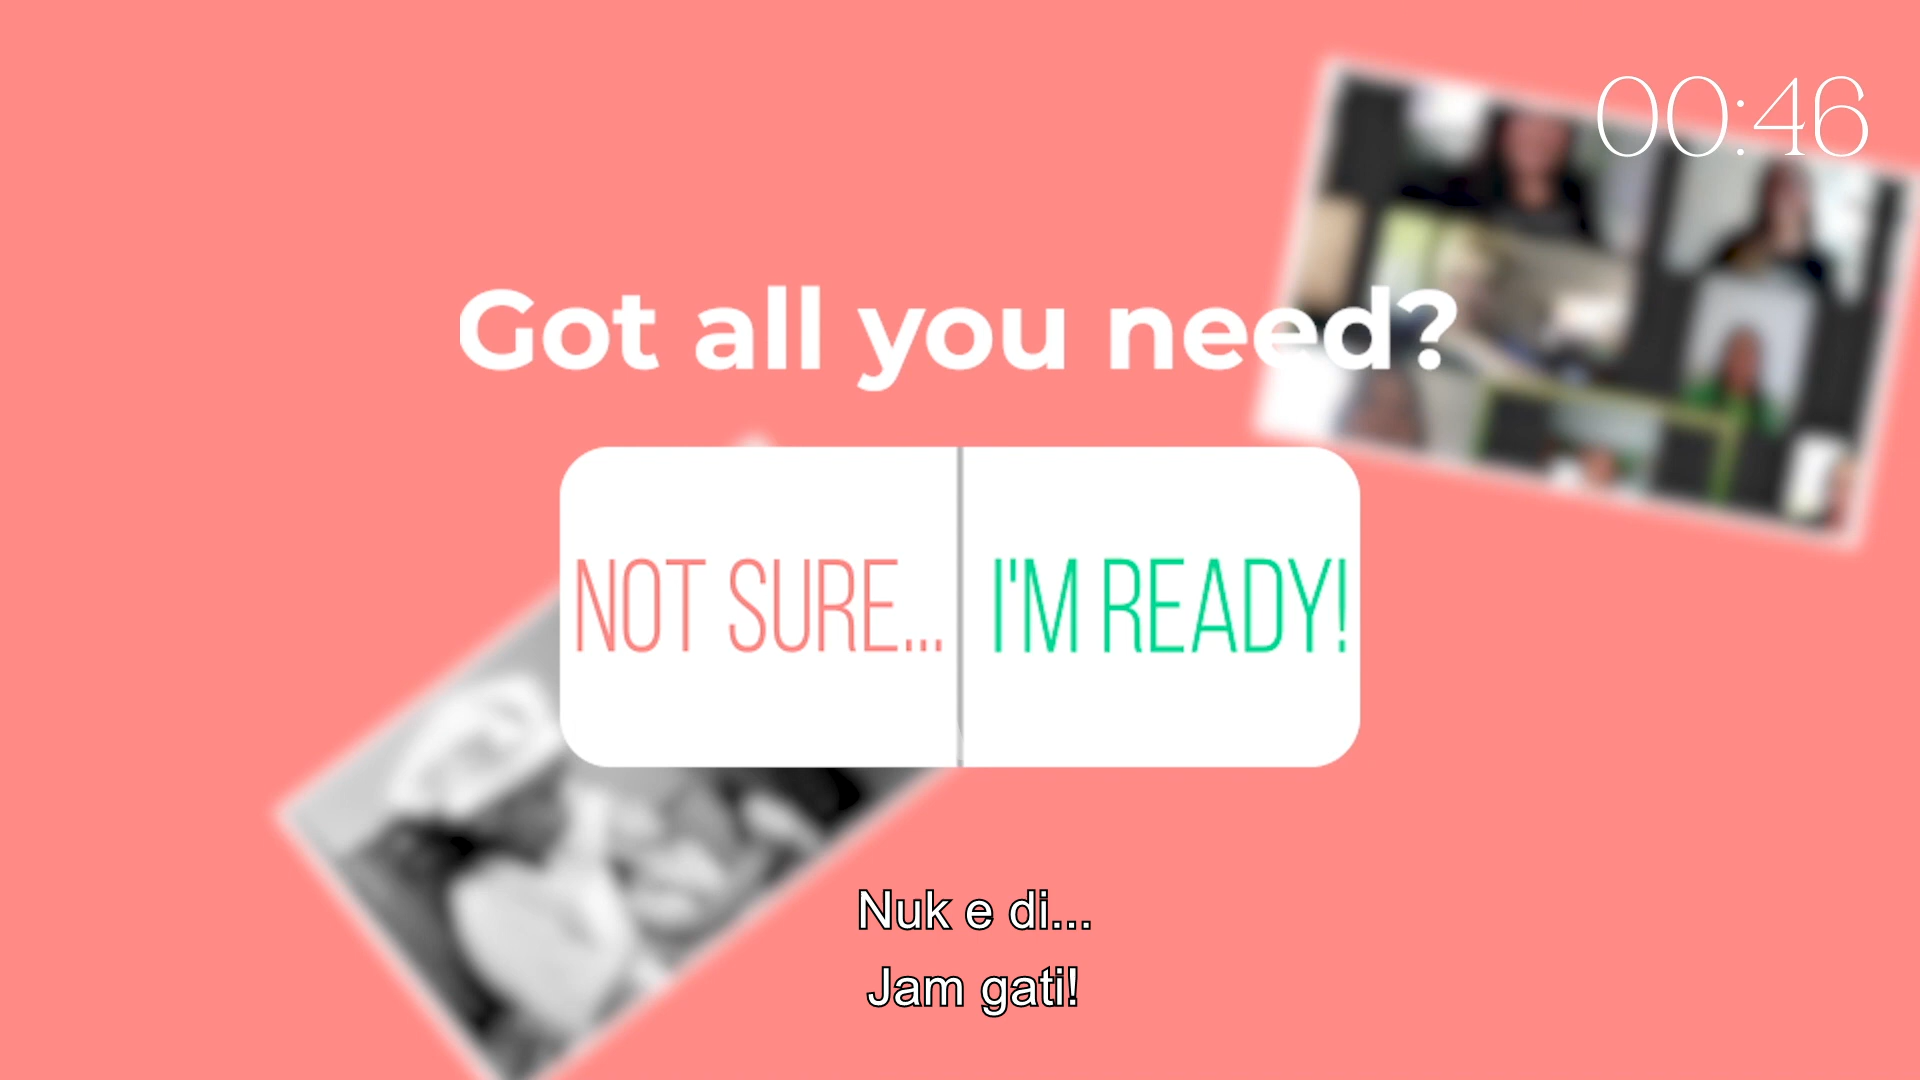 00:46
Got all you need?
NOT SURE...
I'M READY!
Nuk e di...
Jam gati!